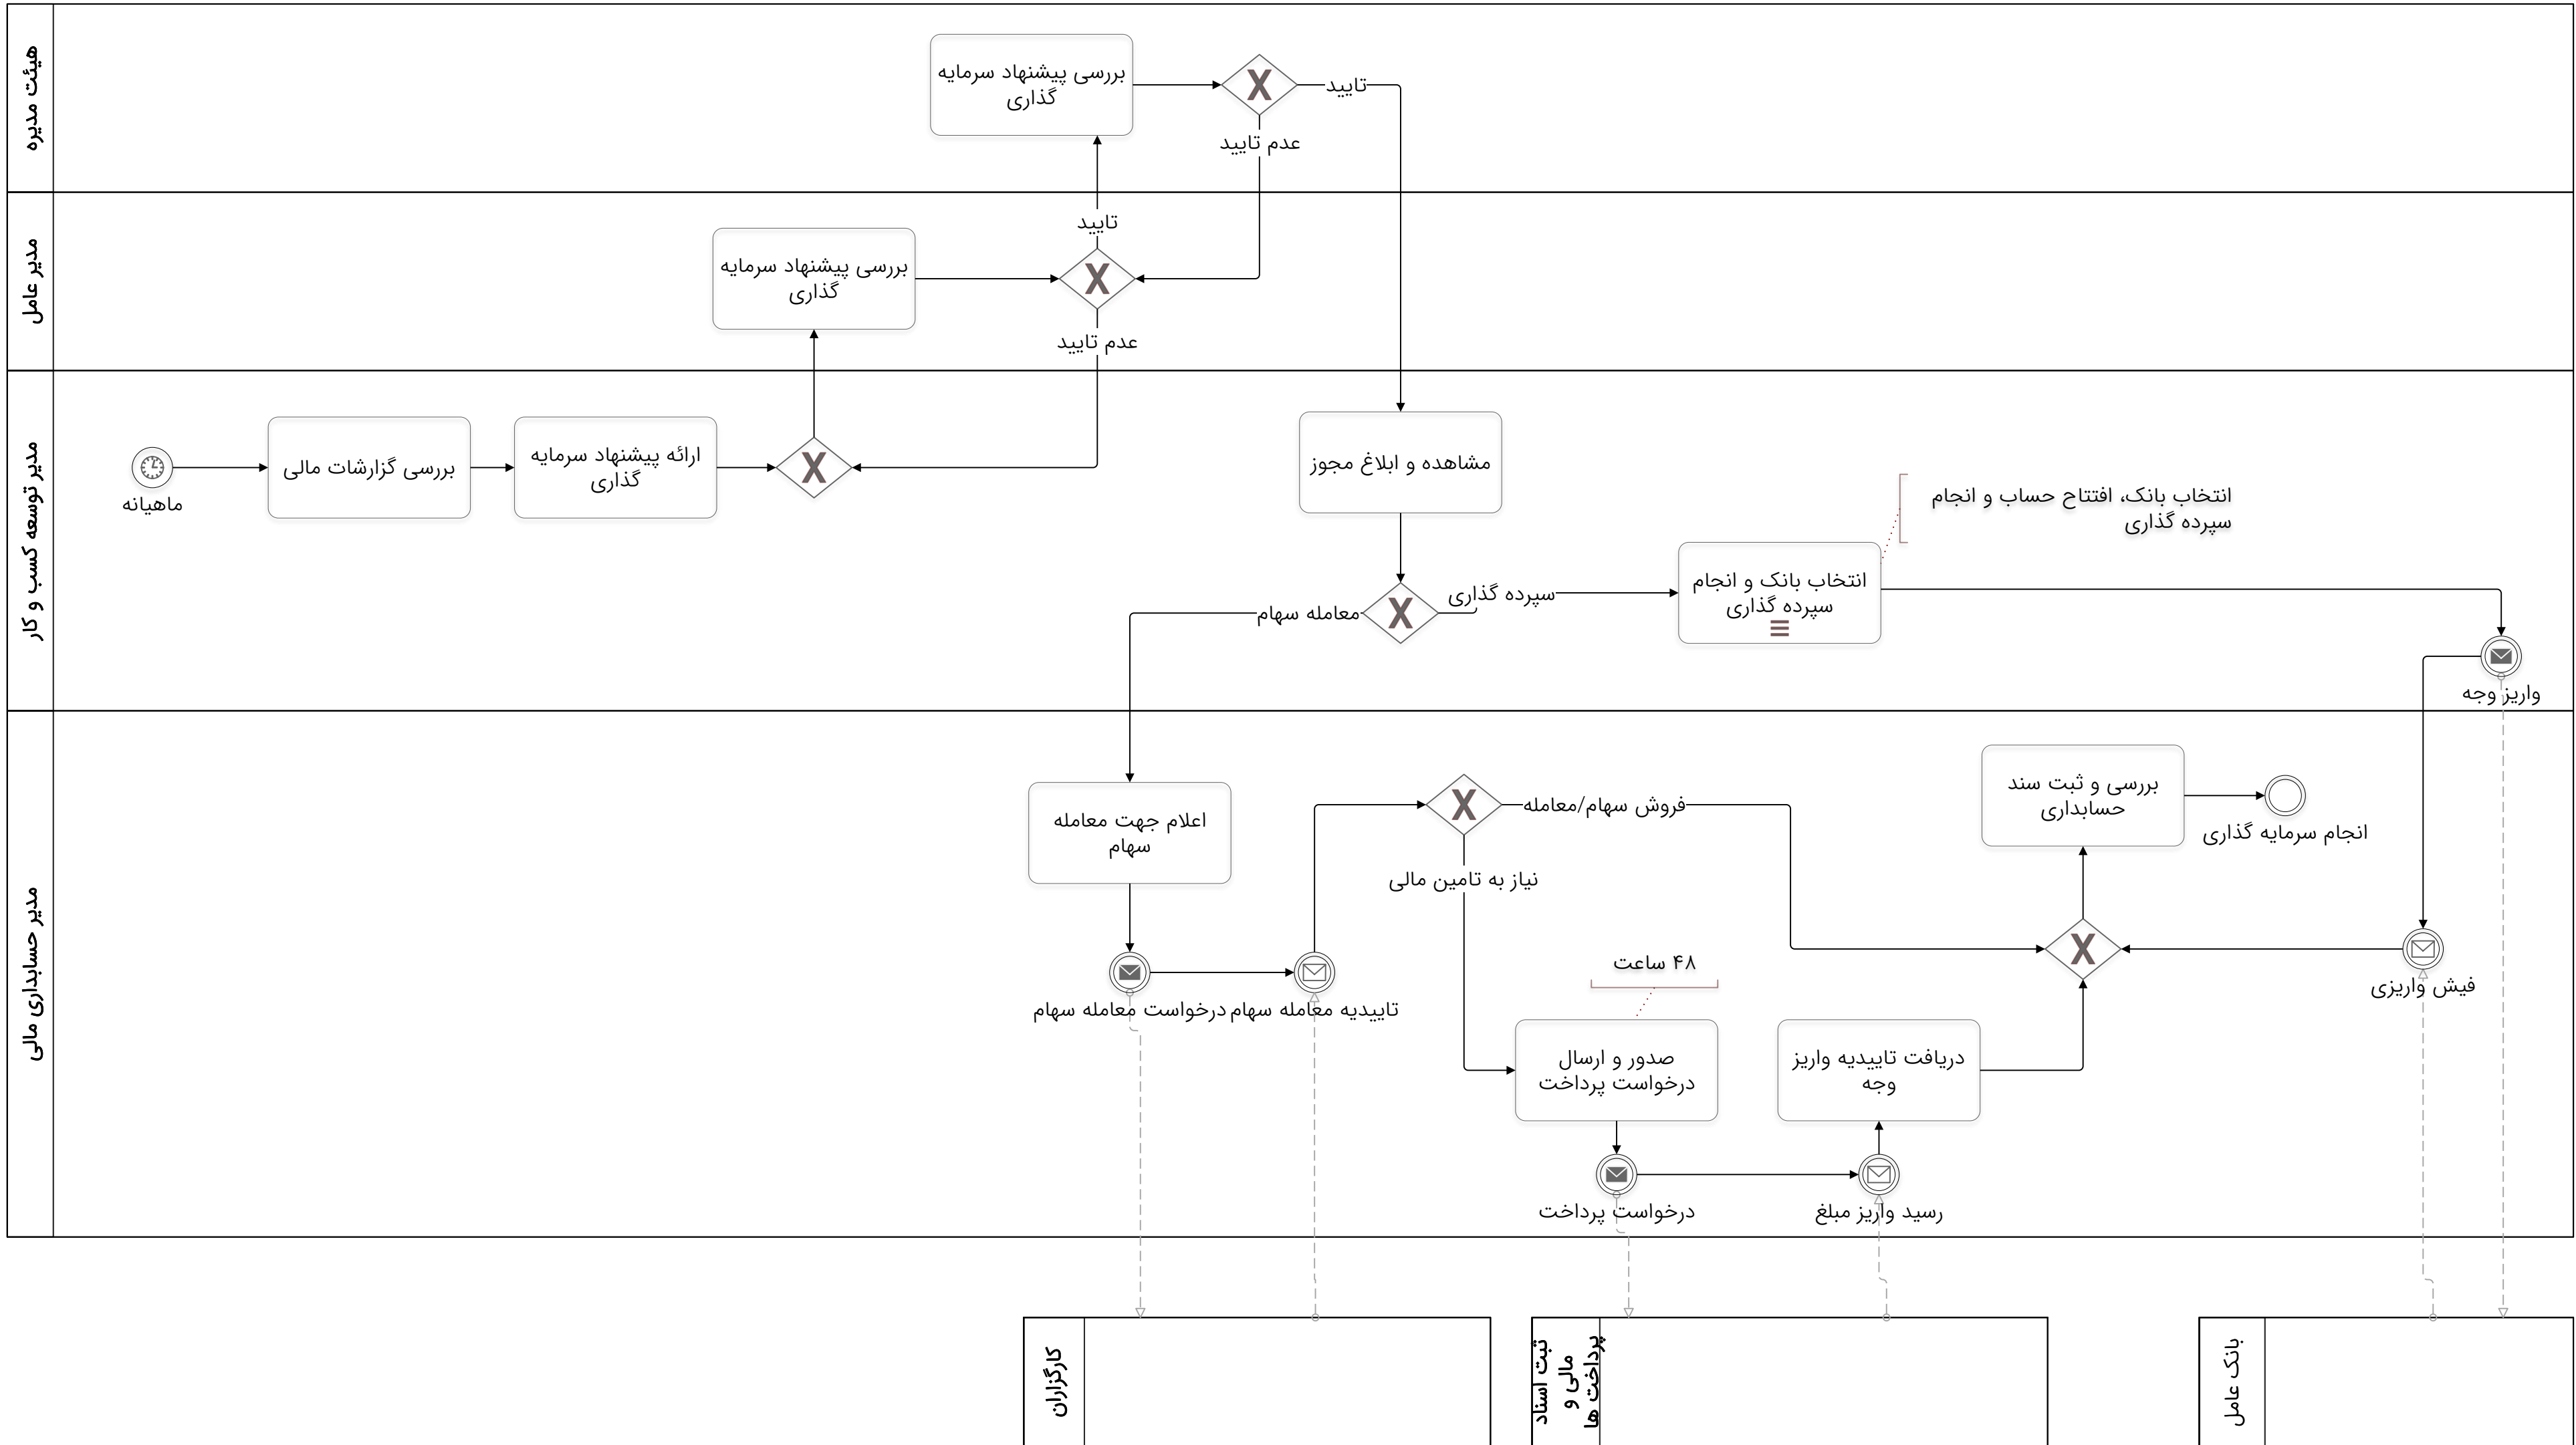 هیئت مدیره
بررسی پیشنهاد سرمایه
گذاری
تایید
عدم تایید
مدیر عامل
بررسی پیشنهاد سرمایه
گذاری
تایید
عدم تایید
مدیر توسعه کسب و کار
ماهیانه
بررسی گزارشات مالی
ارائه پیشنهاد سرمایه
گذاری
مشاهده و ابلاغ مجوز
معامله سهام
سپرده گذاری
انتخاب بانک و انجام
سپرده گذاری
انتخاب بانک، افتتاح حساب و انجام
سپرده گذاری
واریز وجه
مدیر حسابداری مالی
اعلام جهت معامله
سهام
درخواست معامله سهام
تاییدیه معامله سهام
فروش سهام/معامله
نیاز به تامین مالی
۴۸ ساعت
صدور و ارسال
درخواست پرداخت
درخواست پرداخت
دریافت تاییدیه واریز
وجه
رسید واریز مبلغ
بررسی و ثبت سند
حسابداری
انجام سرمایه گذاری
فیش واریزی
کارگزاران
ثبت اسناد
مالی و
پرداخت ها
بانک عامل